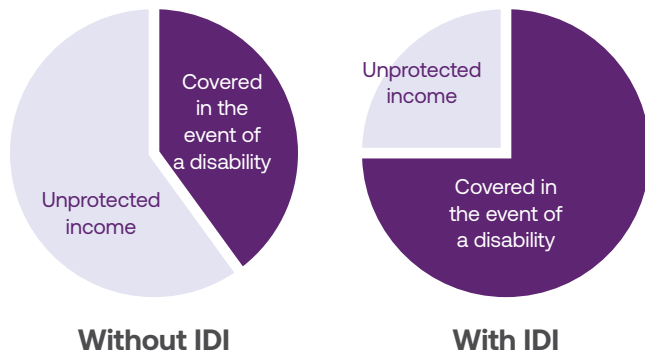 Covered
in the
event of
a disability
Unprotected
income
Without IDI
Unprotected
income
Covered in
the event of
a disability
With IDI